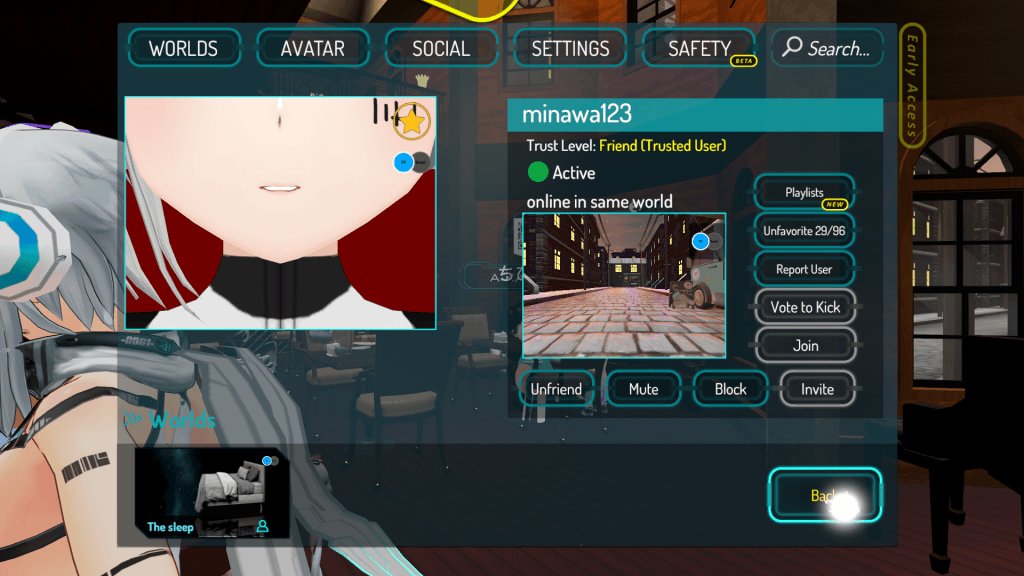 WORLDS
AVATAR
SOCIAL
SETTINGS
SAFETY
BETA
Search...
Early Access
minawa123
Trust Level: Friend (Trusted User)
Active
online in same world
Playlists
NEW
Unfavorite 29/96
Report User
Vote to Kick
Join
Unfriend
Mute
Block
Invite
Worlds
The sleep